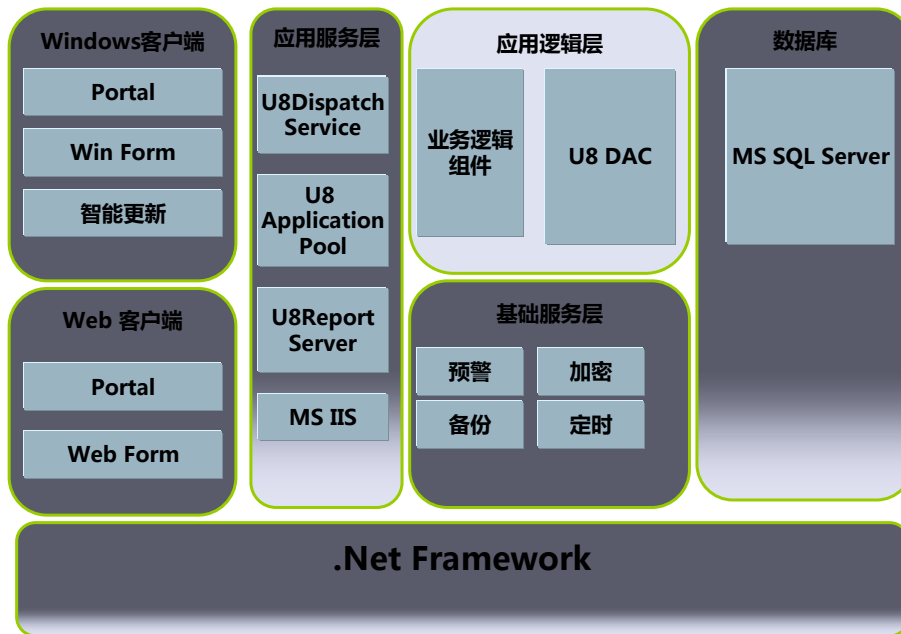 Windows客户端
Portal
Win Form
智能更新
Web 客户端
Portal
Web Form
应用服务层
U8Dispatch
Service
U8
Application
Pool
U8Report
Server
MS IIS
应用逻辑层
业务逻辑
组件
U8 DAC
基础服务层
预警
加密
备份
定时
数据库
MS SQL Server
.Net Framework